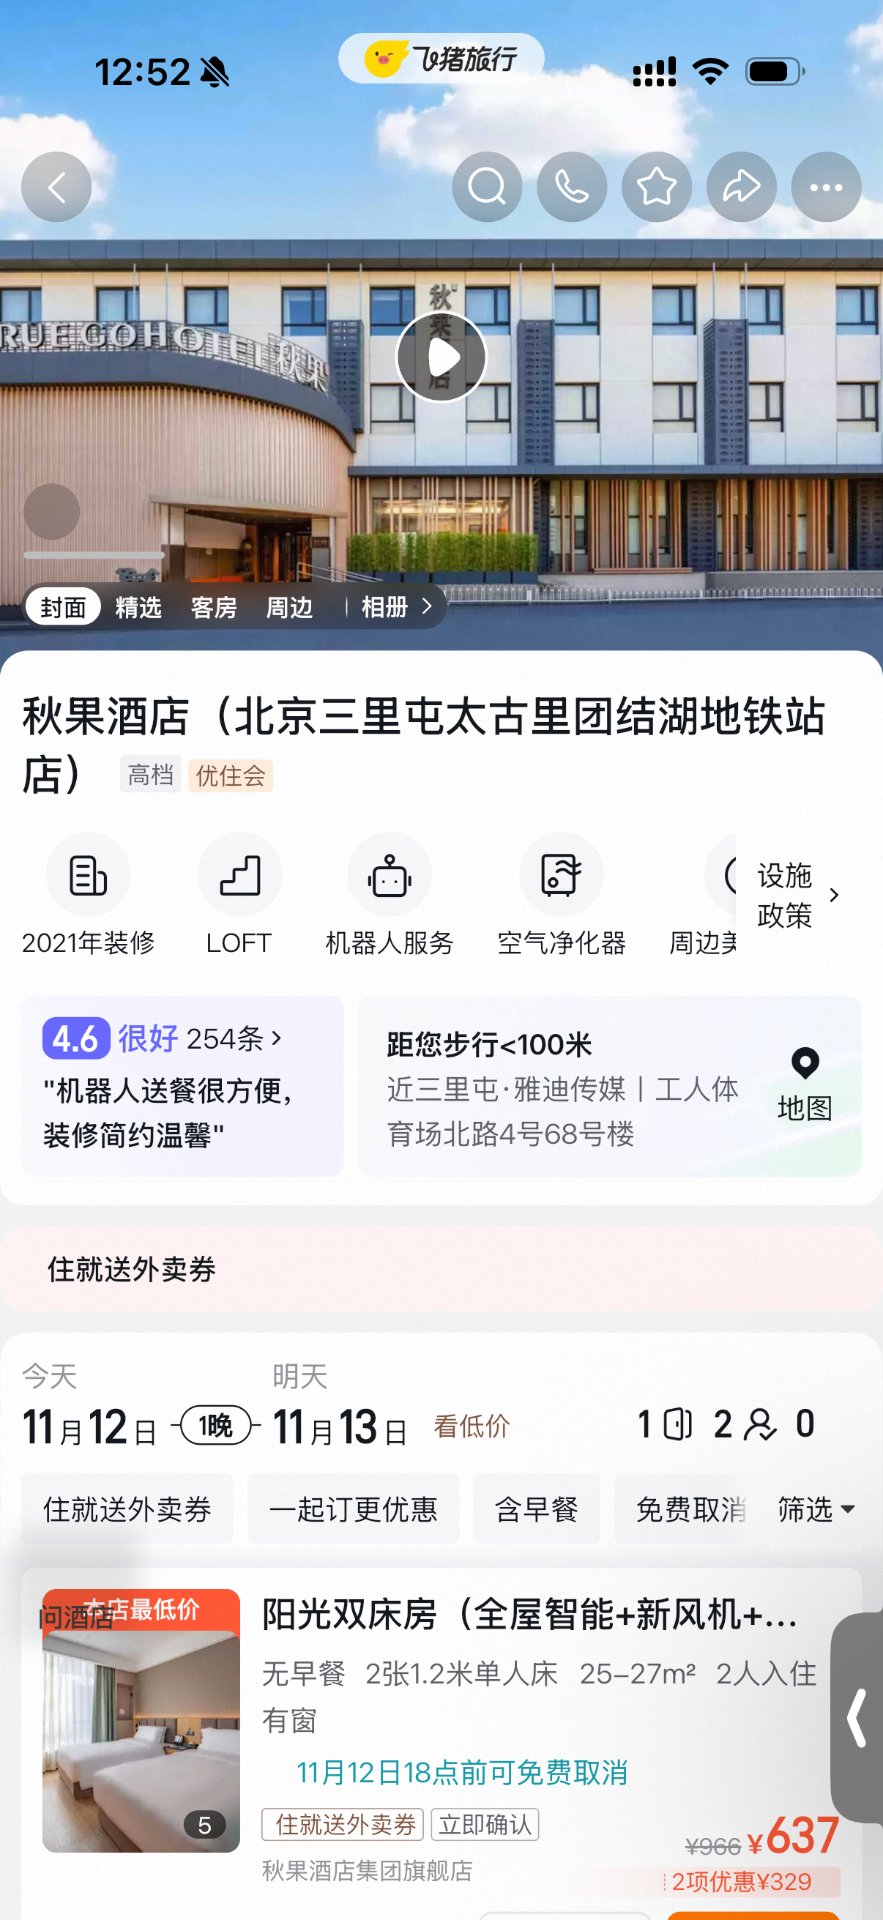 12:52
飞猪旅行
RUE CO HOTEL 秋果
秋果酒店
封面 精选 客房 周边 相册
秋果酒店（北京三里屯太古里团结湖地铁站
店） 高档 优住会
2021年装修 LOFT 机器人服务 空气净化器 周边美
设施
政策
4.6 很好 254条
"机器人送餐很方便，
装修简约温馨"
距您步行<100米
近三里屯·雅迪传媒丨工人体
育场北路4号68号楼
地图
住就送外卖券
今天 明天
11月12日 1晚 11月13日 看低价 1 2 0
住就送外卖券 一起订更优惠 含早餐 免费取消 筛选
本店最低价
问酒店
阳光双床房（全屋智能+新风机+...
无早餐 2张1.2米单人床 25-27m² 2人入住
有窗
11月12日18点前可免费取消
住就送外卖券 立即确认
5
¥966 ¥637
秋果酒店集团旗舰店
2项优惠¥329